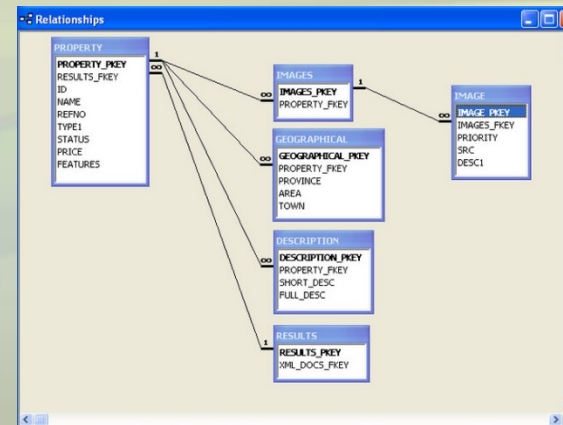 Relationships
PROPERTY
PROPERTY_PKEY
RESULTS_FKEY
ID
NAME
REFNO
TYPE1
STATUS
PRICE
FEATURES
1
∞
IMAGES
IMAGES_PKEY
PROPERTY_FKEY
∞
1
IMAGE
IMAGE_PKEY
IMAGES_FKEY
PRIORITY
SRC
DESC1
∞
GEOGRAPHICAL
GEOGRAPHICAL_PKEY
PROPERTY_FKEY
PROVINCE
AREA
TOWN
∞
DESCRIPTION
DESCRIPTION_PKEY
PROPERTY_FKEY
SHORT_DESC
FULL_DESC
∞
RESULTS
RESULTS_PKEY
XML_DOCS_FKEY
1